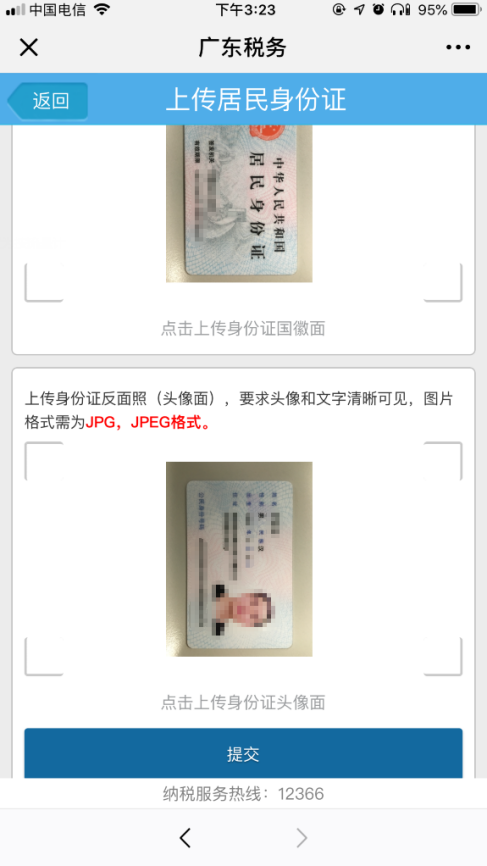 中国电信
下午3:23
95%
广东税务
返回
上传居民身份证
中华人民共和国
居民身份证
点击上传身份证国徽面
上传身份证反面照（头像面），要求头像和文字清晰可见，图片
格式需为JPG，JPEG格式。
点击上传身份证头像面
提交
纳税服务热线：12366